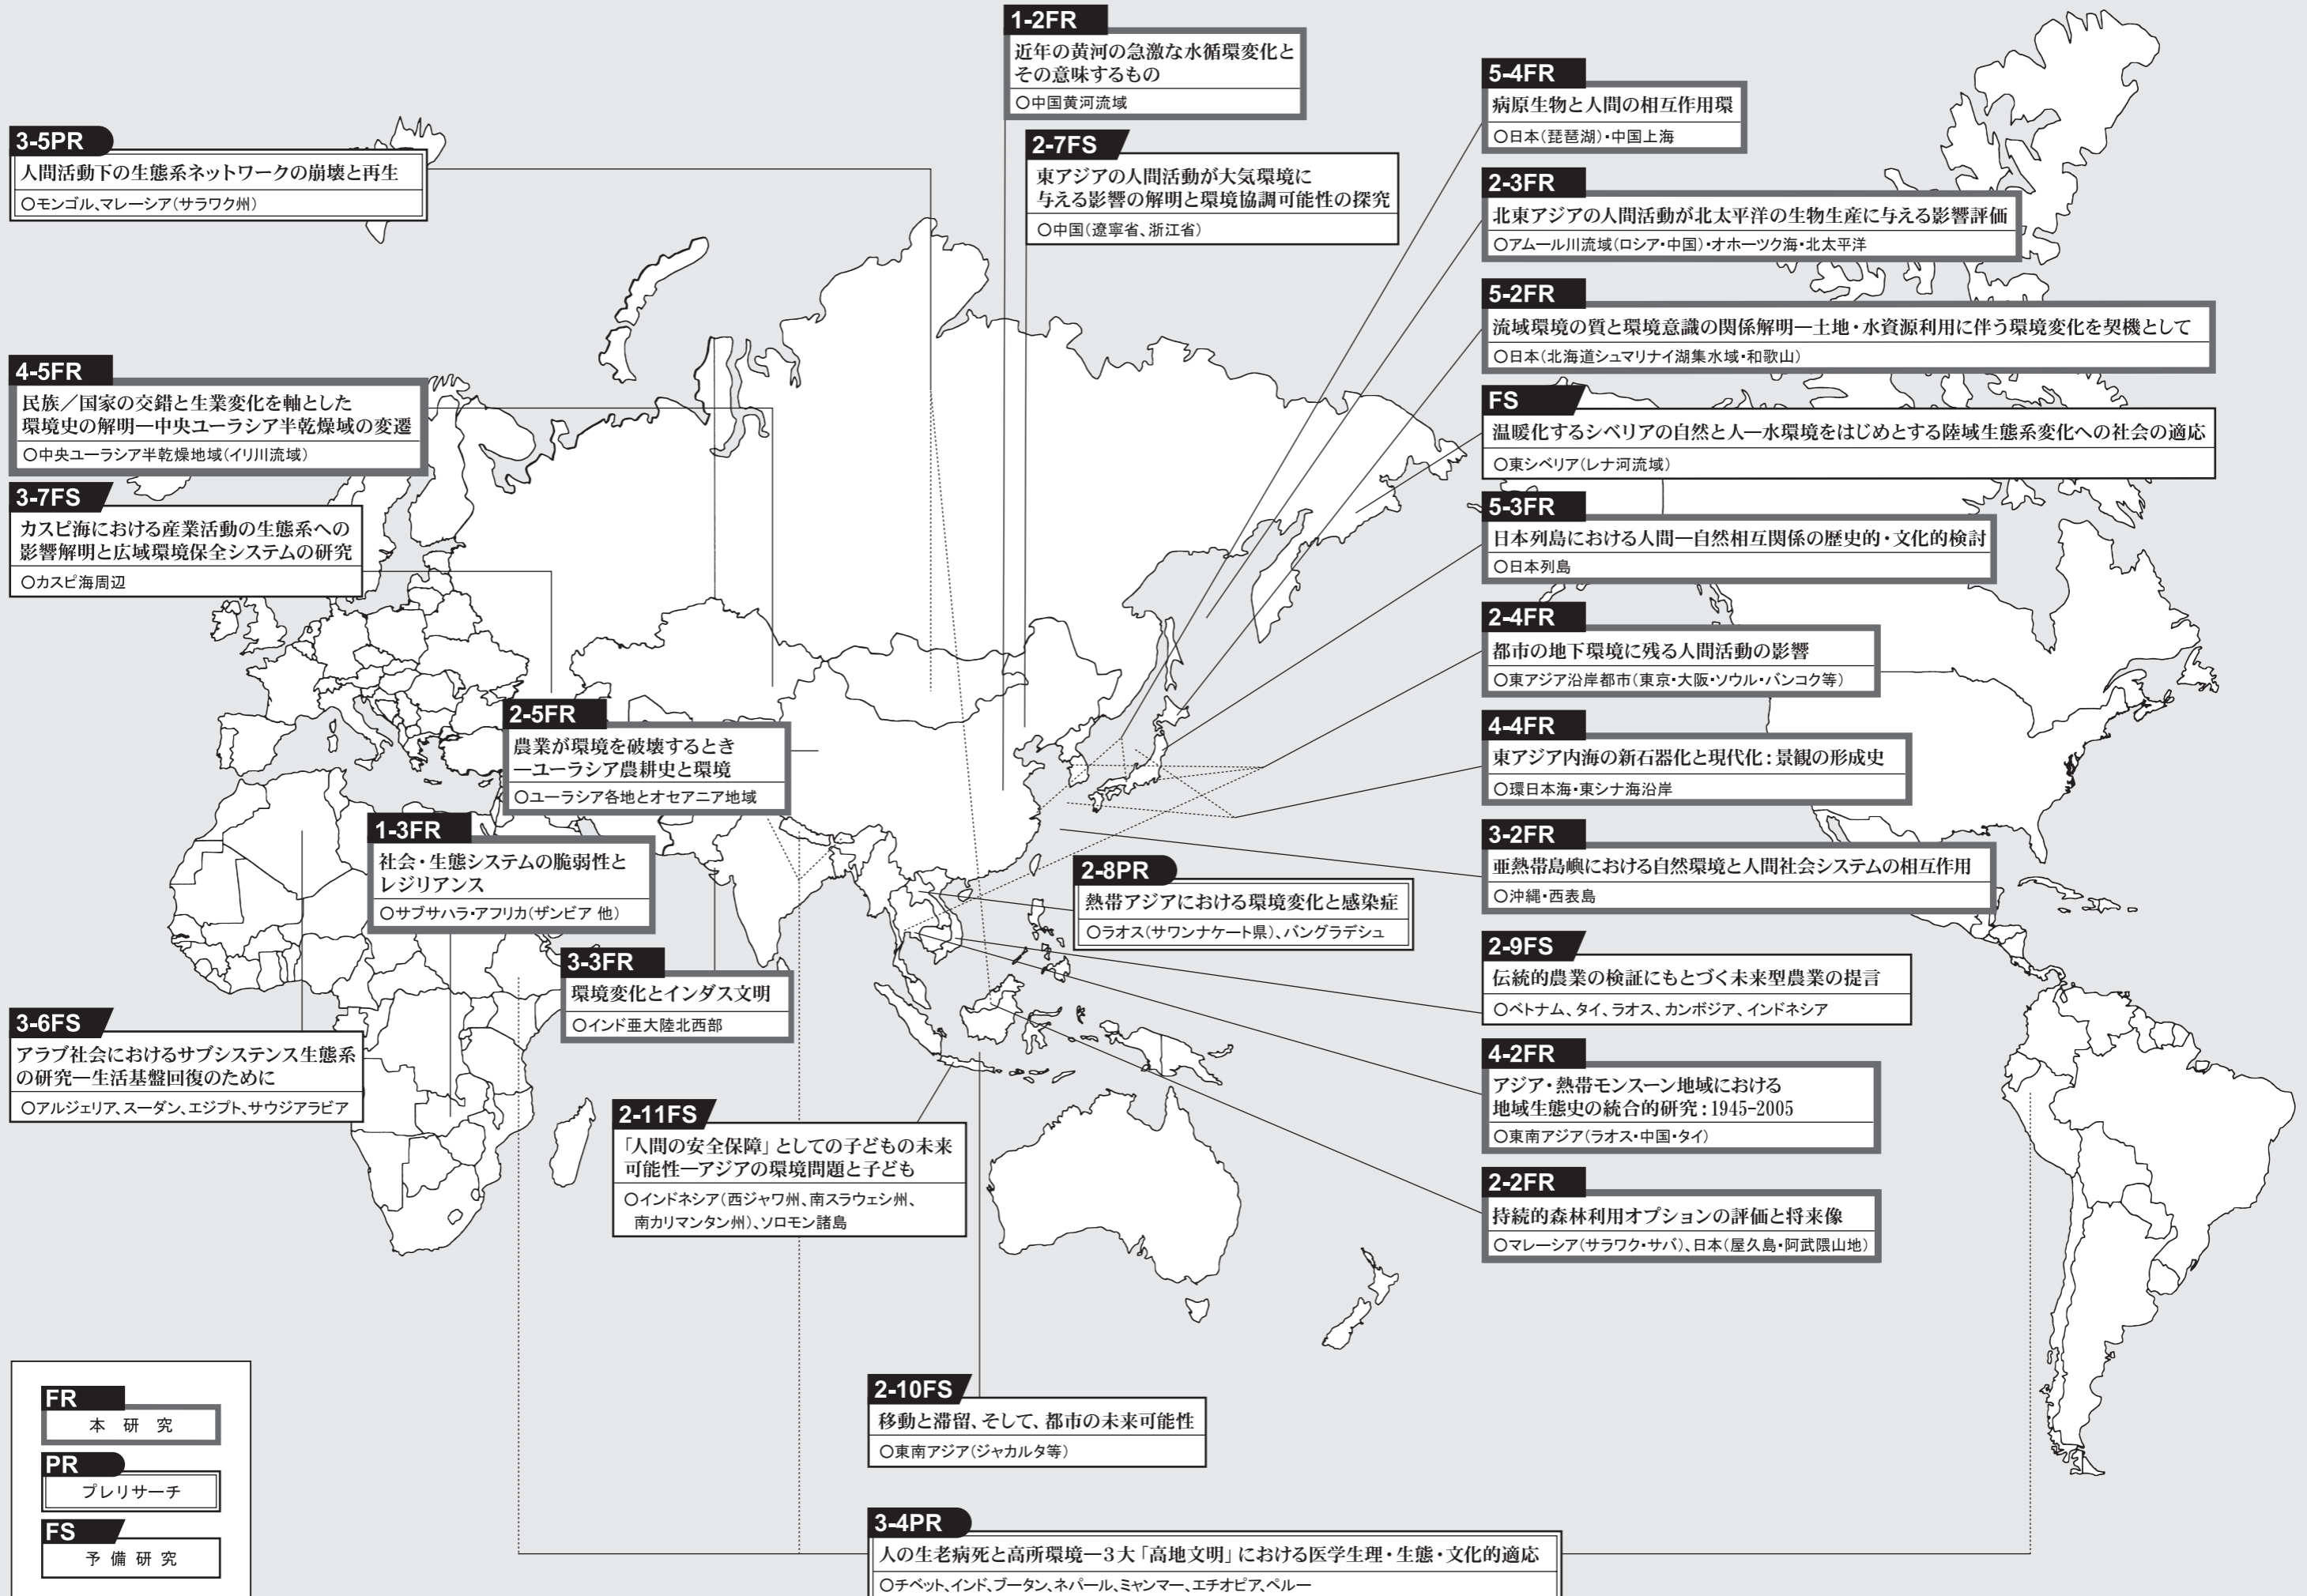 1-2FR
近年の黄河の急激な水循環変化と
その意味するもの
○中国黄河流域
5-4FR
病原生物と人間の相互作用環
○日本(琵琶湖)・中国上海
3-5PR
人間活動下の生態系ネットワークの崩壊と再生
○モンゴル、マレーシア(サラワク州)
2-7FS
東アジアの人間活動が大気環境に
与える影響の解明と環境協調可能性の探究
○中国(遼寧省、浙江省)
2-3FR
北東アジアの人間活動が北太平洋の生物生産に与える影響評価
○アムール川流域(ロシア・中国)・オホーツク海・北太平洋
5-2FR
流域環境の質と環境意識の関係解明―土地・水資源利用に伴う環境変化を契機として
○日本(北海道シュマリナイ湖集水域・和歌山)
4-5FR
民族/国家の交錯と生業変化を軸とした
環境史の解明―中央ユーラシア半乾燥域の変遷
○中央ユーラシア半乾燥地域(イリ川流域)
FS
温暖化するシベリアの自然と人―水環境をはじめとする陸域生態系変化への社会の適応
○東シベリア(レナ河流域)
3-7FS
カスピ海における産業活動の生態系への
影響解明と広域環境保全システムの研究
○カスピ海周辺
5-3FR
日本列島における人間―自然相互関係の歴史的・文化的検討
○日本列島
2-4FR
都市の地下環境に残る人間活動の影響
○東アジア沿岸都市(東京・大阪・ソウル・バンコク等)
2-5FR
農業が環境を破壊するとき
―ユーラシア農耕史と環境
○ユーラシア各地とオセアニア地域
4-4FR
東アジア内海の新石器化と現代化:景観の形成史
○環日本海・東シナ海沿岸
1-3FR
社会・生態システムの脆弱性と
レジリアンス
○サブサハラ・アフリカ(ザンビア 他)
3-2FR
亜熱帯島嶼における自然環境と人間社会システムの相互作用
○沖縄・西表島
2-8PR
熱帯アジアにおける環境変化と感染症
○ラオス(サワンナケート県)、バングラデシュ
2-9FS
伝統的農業の検証にもとづく未来型農業の提言
○ベトナム、タイ、ラオス、カンボジア、インドネシア
3-3FR
環境変化とインダス文明
○インド亜大陸北西部
3-6FS
アラブ社会におけるサブシステンス生態系
の研究―生活基盤回復のために
○アルジェリア、スーダン、エジプト、サウジアラビア
4-2FR
アジア・熱帯モンスーン地域における
地域生態史の統合的研究:1945-2005
○東南アジア(ラオス・中国・タイ)
2-11FS
「人間の安全保障」としての子どもの未来
可能性―アジアの環境問題と子ども
○インドネシア(西ジャワ州、南スラウェシ州、
南カリマンタン州)、ソロモン諸島
2-2FR
持続的森林利用オプションの評価と将来像
○マレーシア(サラワク・サバ)、日本(屋久島・阿武隈山地)
2-10FS
移動と滞留、そして、都市の未来可能性
○東南アジア(ジャカルタ等)
3-4PR
人の生老病死と高所環境―3大「高地文明」における医学生理・生態・文化的適応
○チベット、インド、ブータン、ネパール、ミャンマー、エチオピア、ペルー
FR
本 研 究
PR
プレリサーチ
FS
予 備 研 究